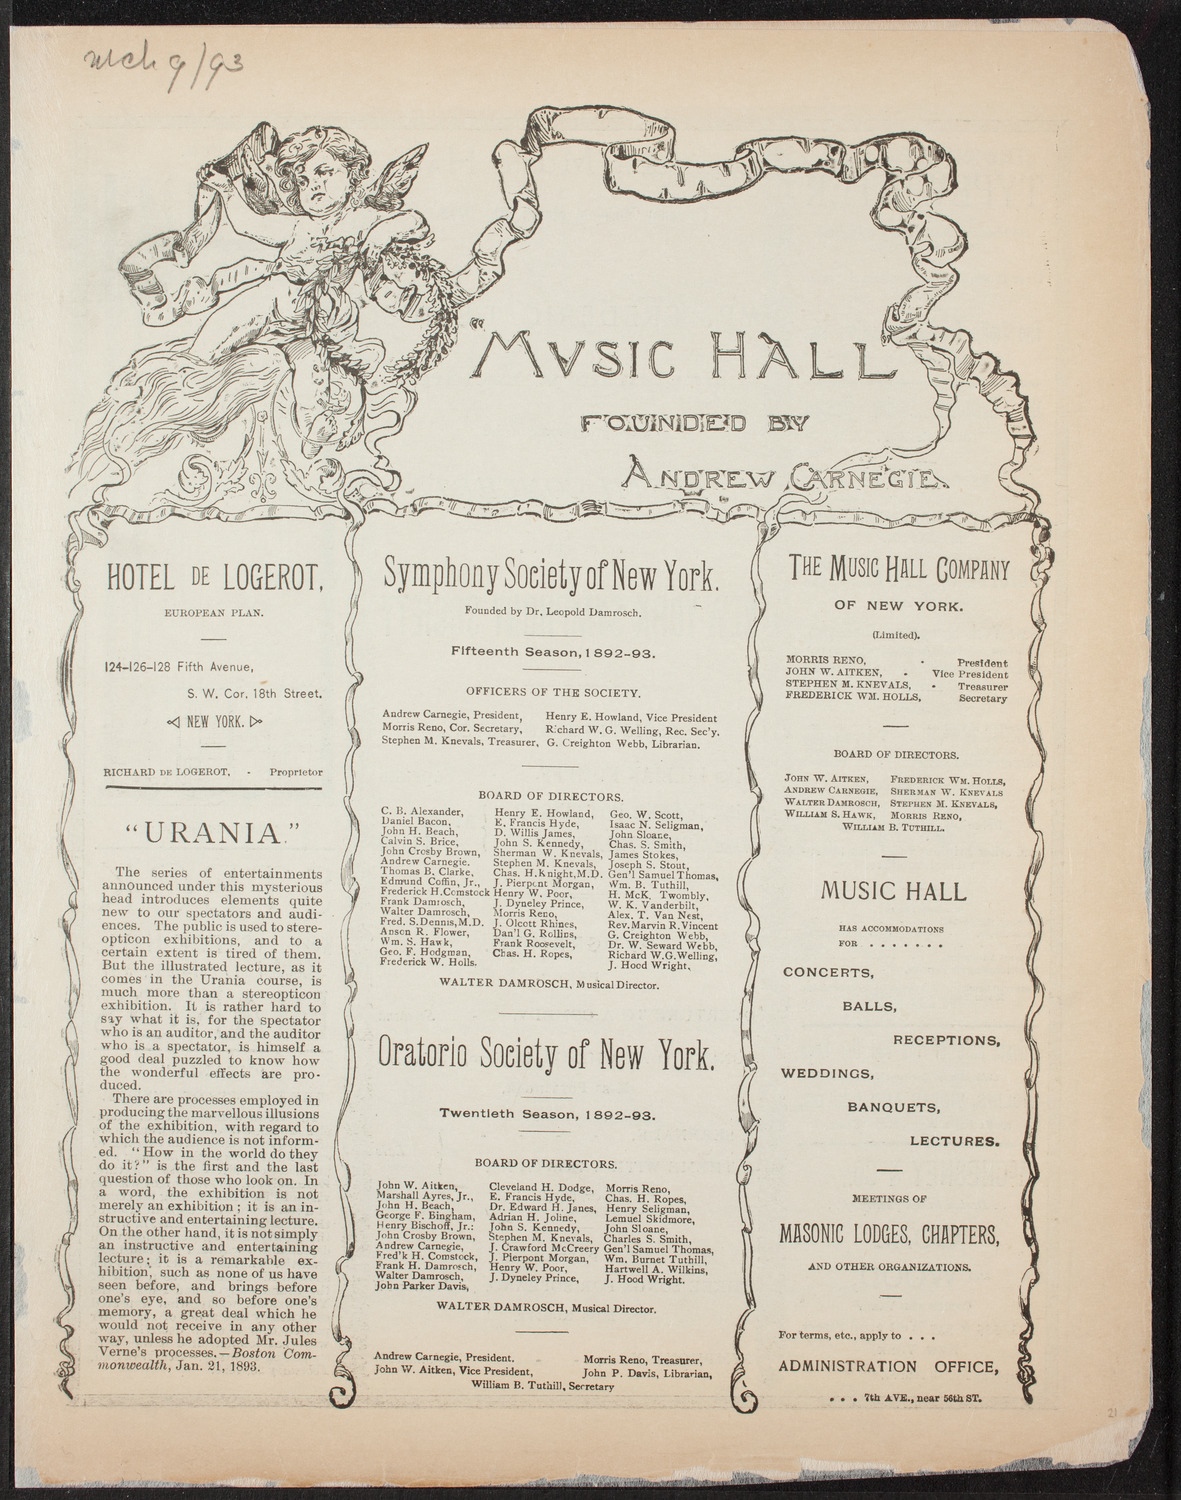 Mch 9/93
"MVSIC HALL
FOUNDED BY
ANDREW CARNEGIE.
HOTEL DE LOGEROT,
EUROPEAN PLAN.
124-126-128 Fifth Avenue,
S. W. Cor. 18th Street.
NEW YORK.
RICHARD DE LOGEROT, - Proprietor
"URANIA."
The series of entertainments
announced under this mysterious
head introduces elements quite
new to our spectators and audi-
ences. The public is used to stere-
opticon exhibitions, and to a
certain extent is tired of them.
But the illustrated lecture, as it
comes in the Urania course, is
much more than a stereopticon
exhibition. It is rather hard to
say what it is, for the spectator
who is an auditor, and the auditor
who is a spectator, is himself a
good deal puzzled to know how
the wonderful effects are pro-
duced.
There are processes employed in
producing the marvellous illusions
of the exhibition, with regard to
which the audience is not inform-
ed. "How in the world do they
do it?" is the first and the last
question of those who look on. In
a word, the exhibition is not
merely an exhibition; it is an in-
structive and entertaining lecture.
On the other hand, it is not simply
an instructive and entertaining
lecture; it is a remarkable ex-
hibition, such as none of us have
seen before, and brings before
one's eye, and so before one's
memory, a great deal which he
would not receive in any other
way, unless he adopted Mr. Jules
Verne's processes.—Boston Com-
monwealth, Jan. 21, 1893.
Symphony Society of New York.
Founded by Dr. Leopold Damrosch.
Fifteenth Season, 1892-93.
OFFICERS OF THE SOCIETY.
Andrew Carnegie, President, Henry E. Howland, Vice President
Morris Reno, Cor. Secretary, Richard W. G. Welling, Rec. Sec'y.
Stephen M. Knevals, Treasurer, G. Creighton Webb, Librarian.
BOARD OF DIRECTORS.
C. B. Alexander, Henry E. Howland, Geo. W. Scott,
Daniel Bacon, E. Francis Hyde, Isaac N. Seligman,
John H. Beach, D. Willis James, John Sloane,
Calvin S. Brice, John S. Kennedy, Chas. S. Smith,
John Crosby Brown, Sherman W. Knevals, James Stokes,
Andrew Carnegie, Stephen M. Knevals, Joseph S. Stout,
Thomas B. Clarke, Chas. H. Knight, M.D. Gen'l Samuel Thomas,
Edmund Coffin, Jr., J. Pierpont Morgan, Wm. B. Tuthill,
Frederick H. Comstock Henry W. Poor, H. McK. Twombly,
Frank Damrosch, J. Dyneley Prince, W. K. Vanderbilt,
Walter Damrosch, Morris Reno, Alex. T. Van Nest,
Fred. S. Dennis, M.D. J. Olcott Rhines, Rev. Marvin R. Vincent
Anson R. Flower, Dan'l G. Rollins, G. Creighton Webb,
Wm. S. Hawk, Frank Roosevelt, Dr. W. Seward Webb,
Geo. F. Hodgman, Chas. H. Ropes, Richard W. G. Welling,
Frederick W. Holls. J. Hood Wright,
WALTER DAMROSCH, Musical Director.
Oratorio Society of New York.
Twentieth Season, 1892-93.
BOARD OF DIRECTORS.
John W. Aitken, Cleveland H. Dodge, Morris Reno,
Marshall Ayres, Jr., E. Francis Hyde, Chas. H. Ropes,
John H. Beach, Dr. Edward H. Janes, Henry Seligman,
George F. Bingham, Adrian H. Joline, Lemuel Skidmore,
Henry Bischoff, Jr.: John S. Kennedy, John Sloane,
John Crosby Brown, Stephen M. Knevals, Charles S. Smith,
Andrew Carnegie, J. Crawford McCreery Gen'l Samuel Thomas,
Fred'k H. Comstock, J. Pierpont Morgan, Wm. Burnet Tuthill,
Frank H. Damrosch, Henry W. Poor, Hartwell A. Wilkins,
Walter Damrosch, J. Dyneley Prince, J. Hood Wright.
John Parker Davis,
WALTER DAMROSCH, Musical Director.
Andrew Carnegie, President. Morris Reno, Treasurer,
John W. Aitken, Vice President, John P. Davis, Librarian,
William B. Tuthill, Secretary
THE MUSIC HALL COMPANY
OF NEW YORK.
(Limited).
MORRIS RENO, - President
JOHN W. AITKEN, - Vice President
STEPHEN M. KNEVALS, - Treasurer
FREDERICK WM. HOLLS, Secretary
BOARD OF DIRECTORS.
JOHN W. AITKEN, FREDERICK WM. HOLLS,
ANDREW CARNEGIE, SHERMAN W. KNEVALS
WALTER DAMROSCH, STEPHEN M. KNEVALS,
WILLIAM S. HAWK, MORRIS RENO,
WILLIAM B. TUTHILL.
MUSIC HALL
HAS ACCOMMODATIONS
FOR . . . . . . . .
CONCERTS,
BALLS,
RECEPTIONS,
WEDDINGS,
BANQUETS,
LECTURES.
MEETINGS OF
MASONIC LODGES, CHAPTERS,
AND OTHER ORGANIZATIONS.
For terms, etc., apply to . . .
ADMINISTRATION OFFICE,
. . . 7th AVE., near 56th ST.
21